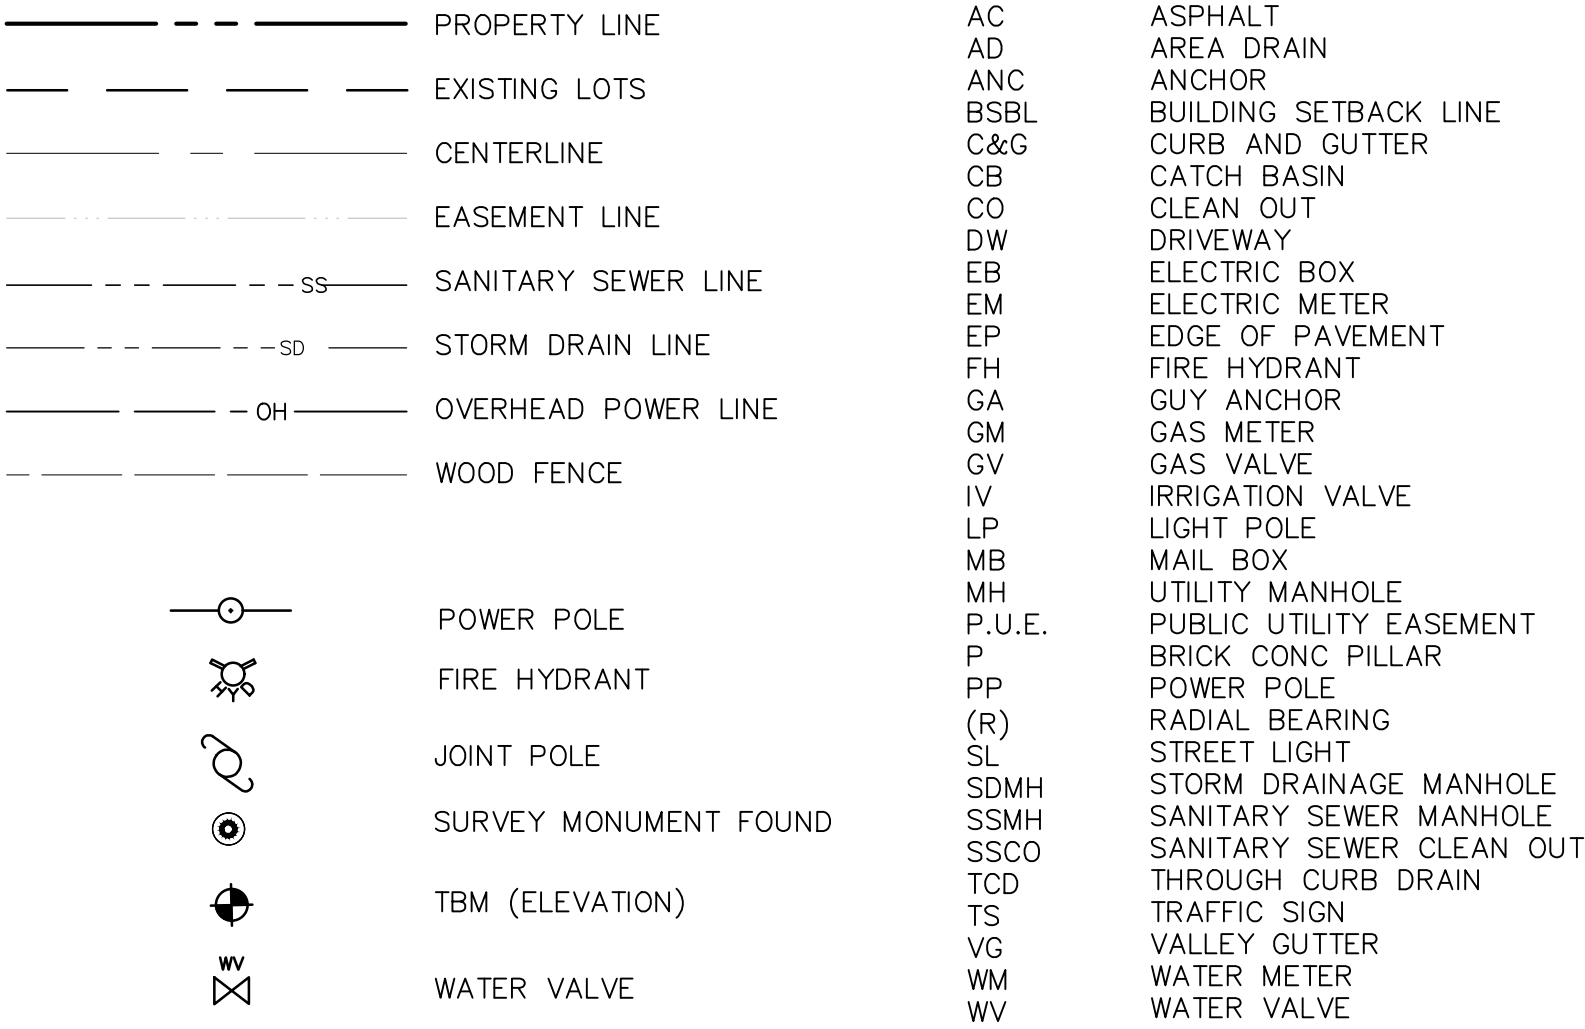 PROPERTY LINE
EXISTING LOTS
CENTERLINE
EASEMENT LINE
SS SANITARY SEWER LINE
SD STORM DRAIN LINE
OH OVERHEAD POWER LINE
WOOD FENCE
POWER POLE
HYD FIRE HYDRANT
JOINT POLE
SURVEY MONUMENT FOUND
TBM (ELEVATION)
WV
WATER VALVE
AC ASPHALT
AD AREA DRAIN
ANC ANCHOR
BSBL BUILDING SETBACK LINE
C&G CURB AND GUTTER
CB CATCH BASIN
CO CLEAN OUT
DW DRIVEWAY
EB ELECTRIC BOX
EM ELECTRIC METER
EP EDGE OF PAVEMENT
FH FIRE HYDRANT
GA GUY ANCHOR
GM GAS METER
GV GAS VALVE
IV IRRIGATION VALVE
LP LIGHT POLE
MB MAIL BOX
MH UTILITY MANHOLE
P.U.E. PUBLIC UTILITY EASEMENT
P BRICK CONC PILLAR
PP POWER POLE
(R) RADIAL BEARING
SL STREET LIGHT
SDMH STORM DRAINAGE MANHOLE
SSMH SANITARY SEWER MANHOLE
SSCO SANITARY SEWER CLEAN OUT
TCD THROUGH CURB DRAIN
TS TRAFFIC SIGN
VG VALLEY GUTTER
WM WATER METER
WV WATER VALVE